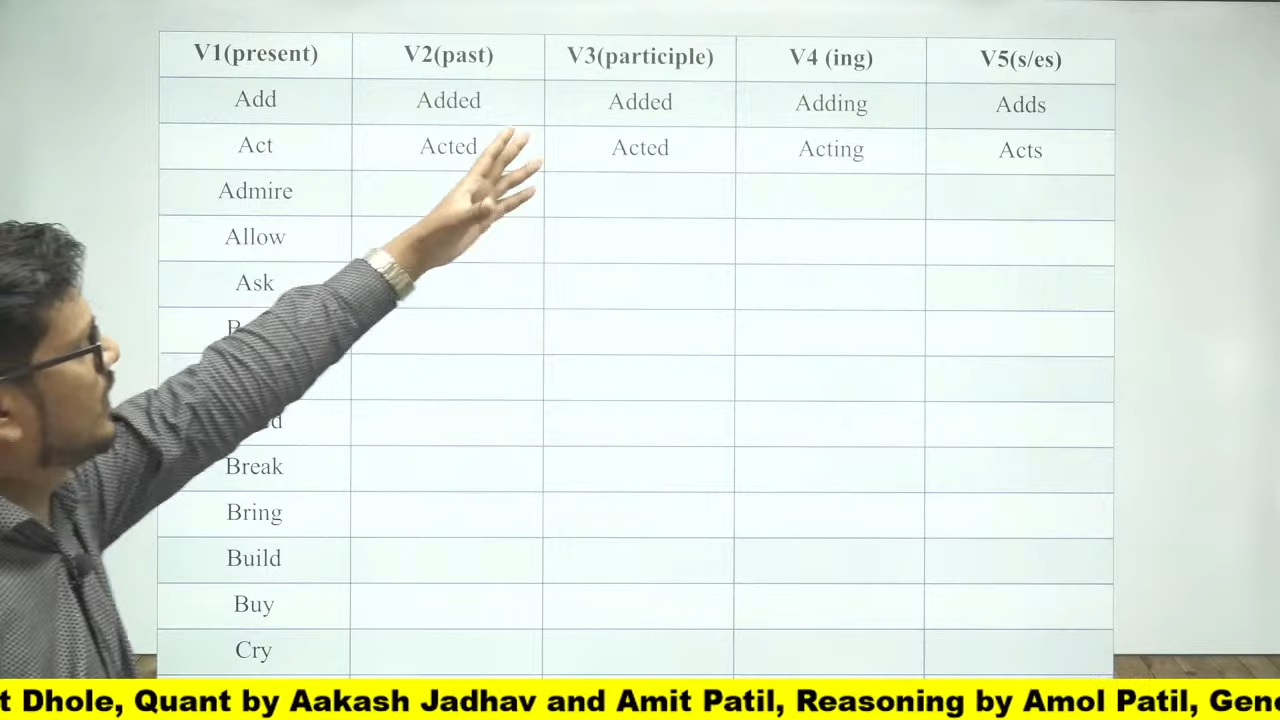 V1(present) V2(past) V3(participle) V4 (ing) V5(s/es)
Add Added Added Adding Adds
Act Acted Acted Acting Acts
Admire
Allow
Ask
Break
Bring
Build
Buy
Cry
Dhole, Quant by Aakash Jadhav and Amit Patil, Reasoning by Amol Patil,